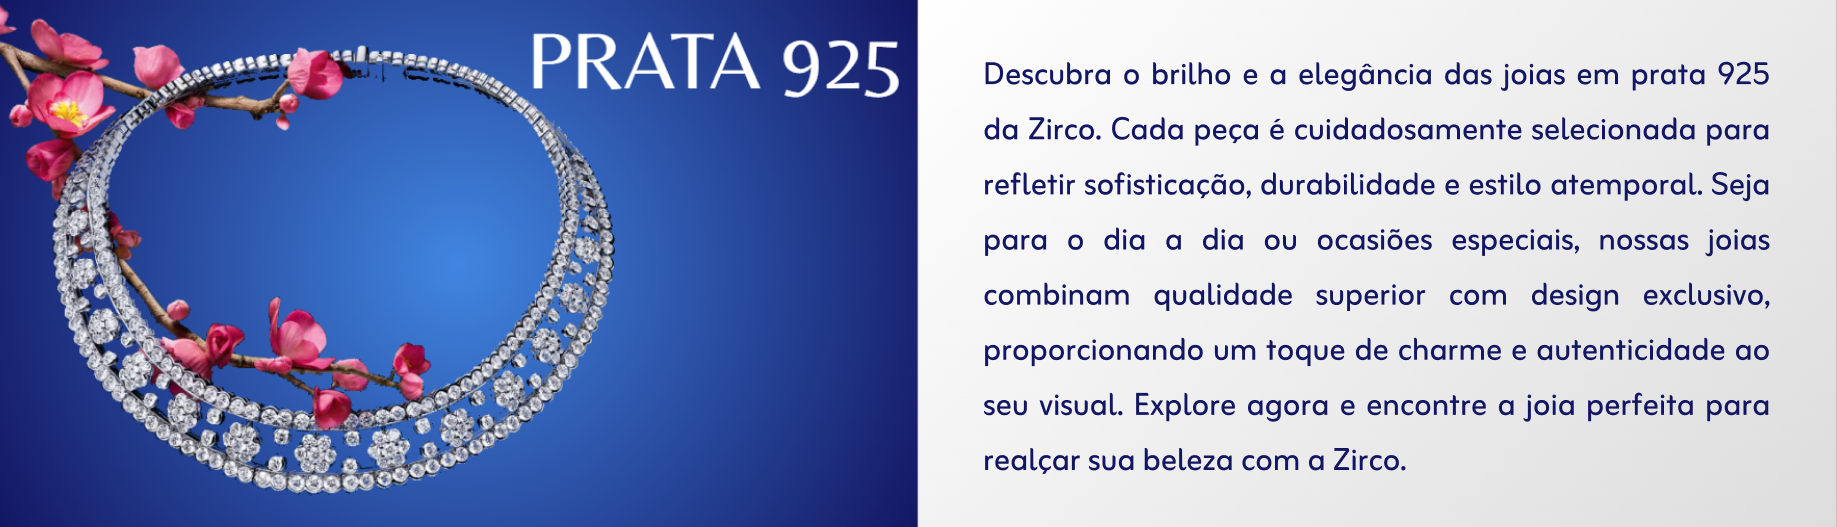 PRATA 925
Descubra o brilho e a elegância das joias em prata 925
da Zirco. Cada peça é cuidadosamente selecionada para
refletir sofisticação, durabilidade e estilo atemporal. Seja
para o dia a dia ou ocasiões especiais, nossas joias
combinam qualidade superior com design exclusivo,
proporcionando um toque de charme e autenticidade ao
seu visual. Explore agora e encontre a joia perfeita para
realçar sua beleza com a Zirco.